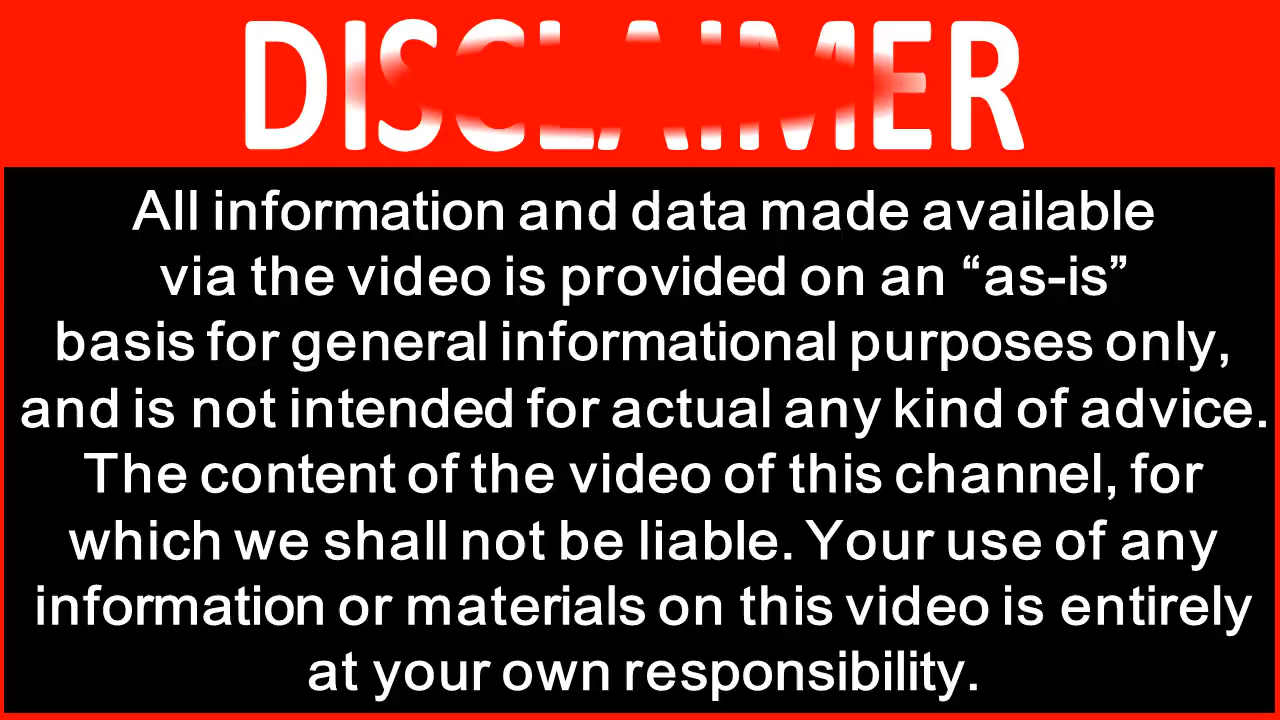 DISCLAIMER
All information and data made available
via the video is provided on an “as-is”
basis for general informational purposes only,
and is not intended for actual any kind of advice.
The content of the video of this channel, for
which we shall not be liable. Your use of any
information or materials on this video is entirely
at your own responsibility.